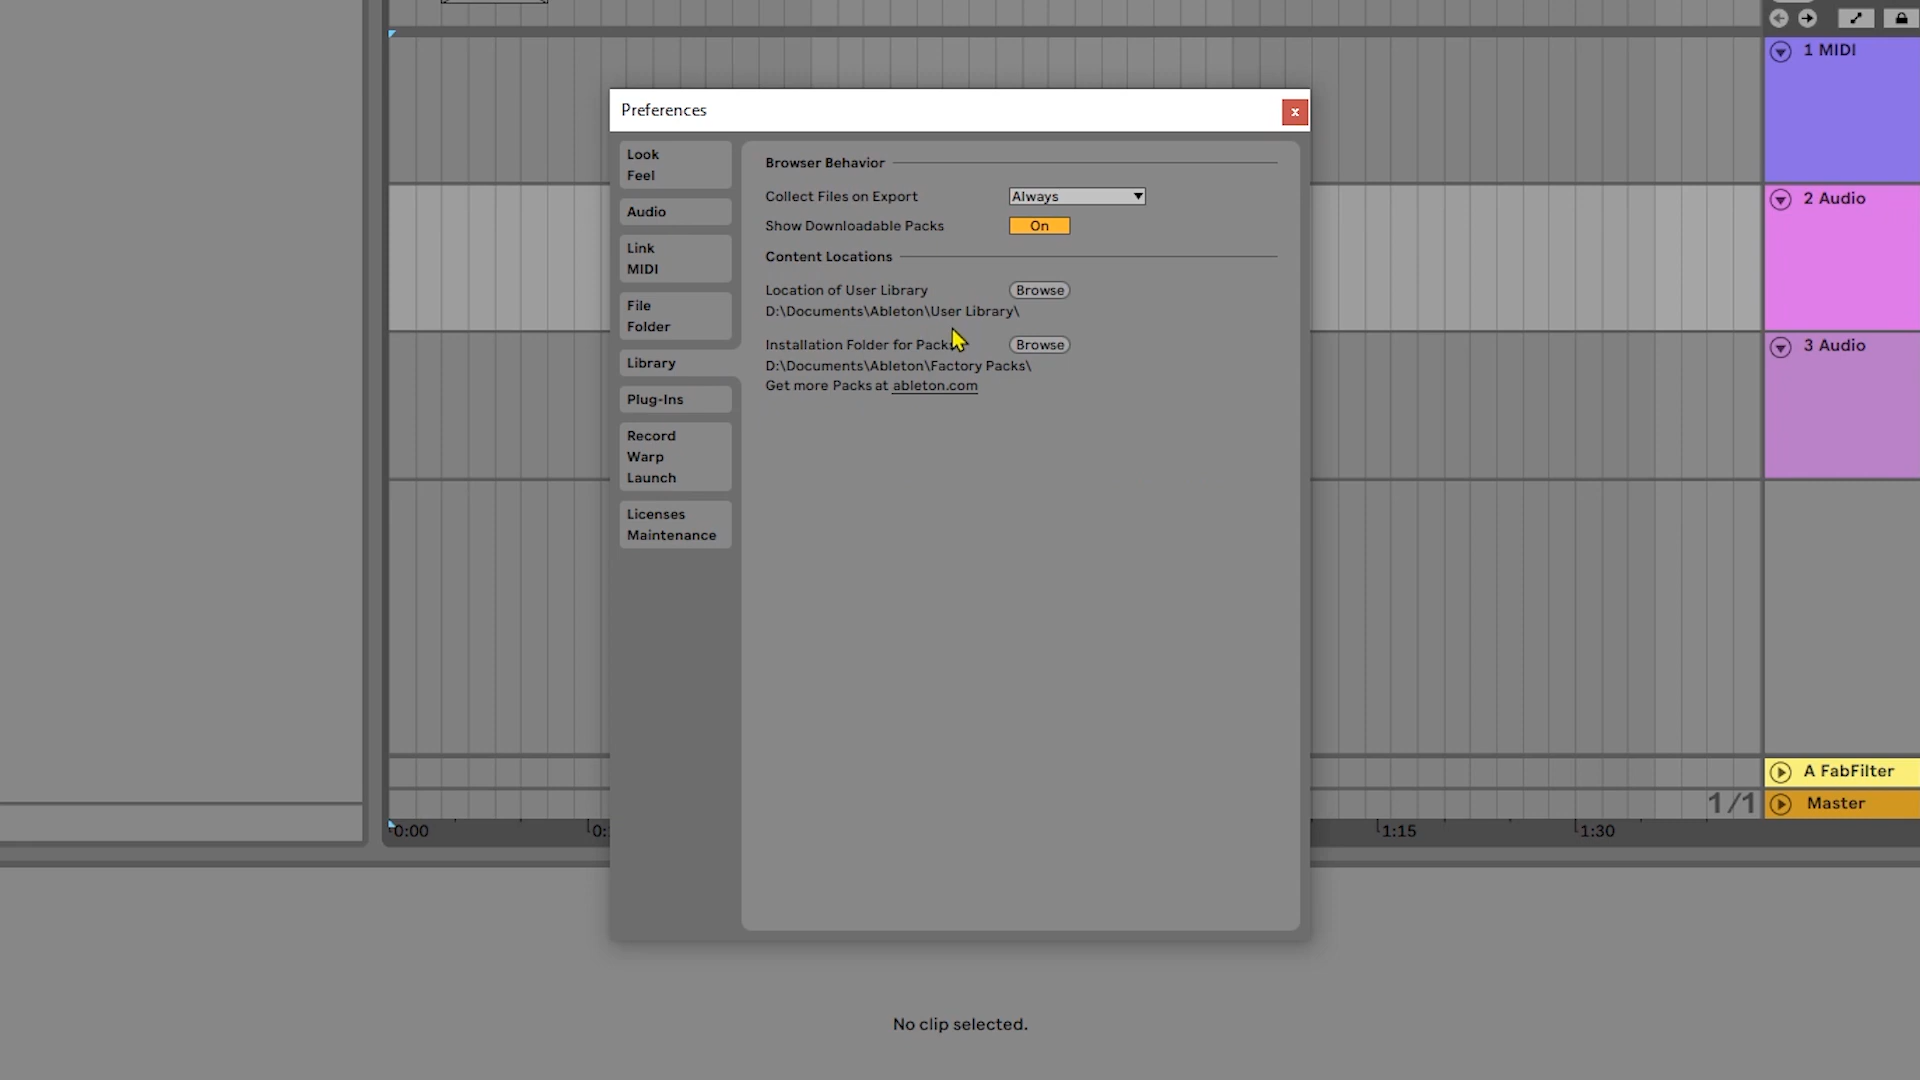 1 MIDI
Preferences
x
Look
Feel
Audio
Link
MIDI
File
Folder
Library
Plug-Ins
Record
Warp
Launch
Licenses
Maintenance
Browser Behavior
Collect Files on Export Always
Show Downloadable Packs On
Content Locations
Location of User Library Browse
D:\Documents\Ableton\User Library\
Installation Folder for Packs Browse
D:\Documents\Ableton\Factory Packs\
Get more Packs at ableton.com
2 Audio
3 Audio
A FabFilter
1/1 Master
0:00 0: 1:15 1:30
No clip selected.